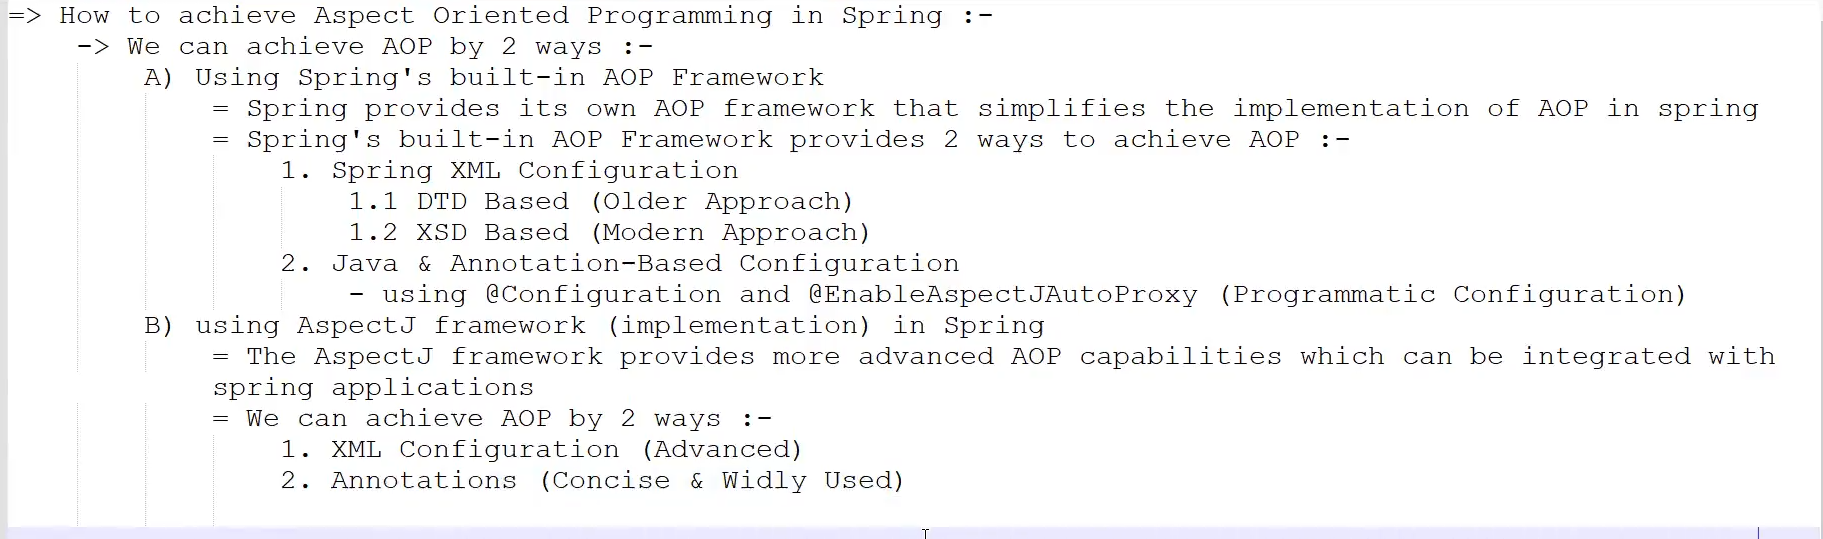 => How to achieve Aspect Oriented Programming in Spring :-
-> We can achieve AOP by 2 ways :-
A) Using Spring's built-in AOP Framework
= Spring provides its own AOP framework that simplifies the implementation of AOP in spring
= Spring's built-in AOP Framework provides 2 ways to achieve AOP :-
1. Spring XML Configuration
1.1 DTD Based (Older Approach)
1.2 XSD Based (Modern Approach)
2. Java & Annotation-Based Configuration
- using @Configuration and @EnableAspectJAutoProxy (Programmatic Configuration)
B) using AspectJ framework (implementation) in Spring
= The AspectJ framework provides more advanced AOP capabilities which can be integrated with
spring applications
= We can achieve AOP by 2 ways :-
1. XML Configuration (Advanced)
2. Annotations (Concise & Widly Used)